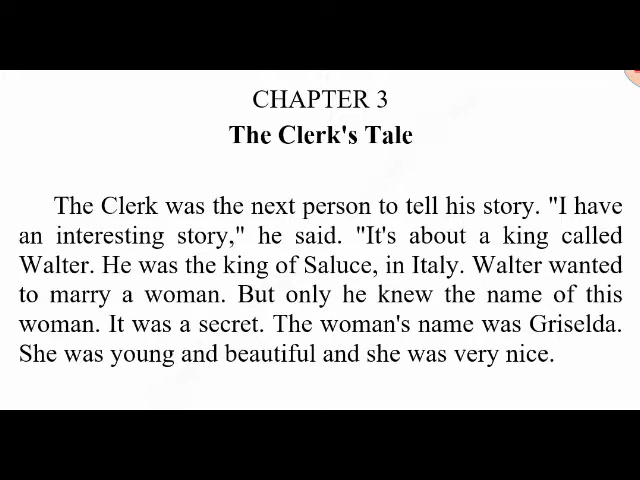 CHAPTER 3
The Clerk's Tale
The Clerk was the next person to tell his story. "I have
an interesting story," he said. "It's about a king called
Walter. He was the king of Saluce, in Italy. Walter wanted
to marry a woman. But only he knew the name of this
woman. It was a secret. The woman's name was Griselda.
She was young and beautiful and she was very nice.